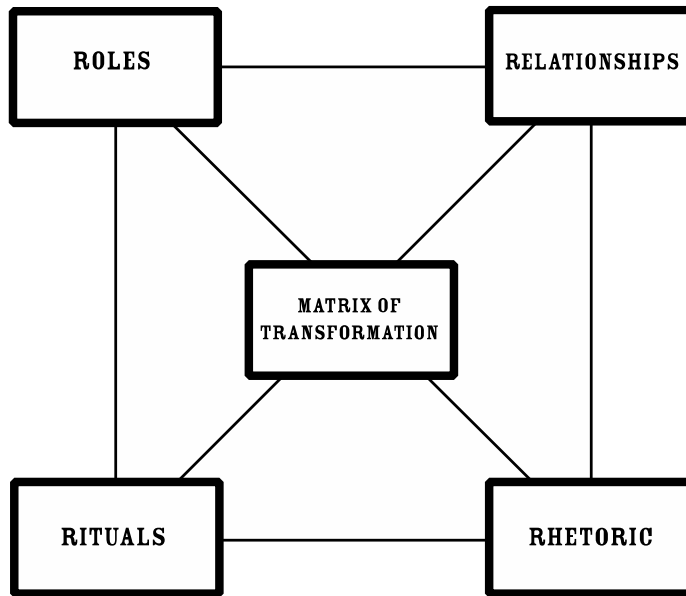 ROLES
RELATIONSHIPS
MATRIX OF
TRANSFORMATION
RITUALS
RHETORIC